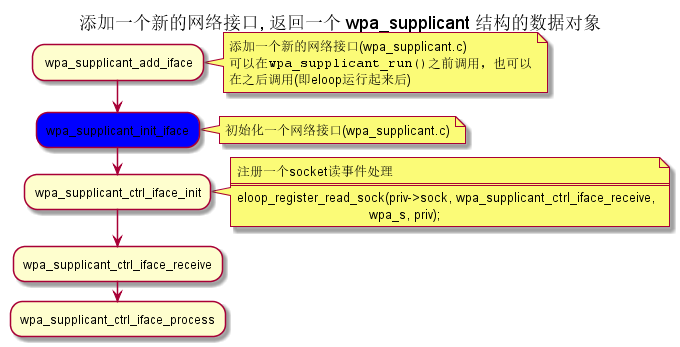 添加一个新的网络接口, 返回一个 wpa_supplicant 结构的数据对象
wpa_supplicant_add_iface
添加一个新的网络接口(wpa_supplicant.c)
可以在wpa_supplicant_run()之前调用，也可以
在之后调用(即eloop运行起来后)
wpa_supplicant_init_iface
初始化一个网络接口(wpa_supplicant.c)
wpa_supplicant_ctrl_iface_init
注册一个socket读事件处理
eloop_register_read_sock(priv->sock, wpa_supplicant_ctrl_iface_receive,
wpa_s, priv);
wpa_supplicant_ctrl_iface_receive
wpa_supplicant_ctrl_iface_process